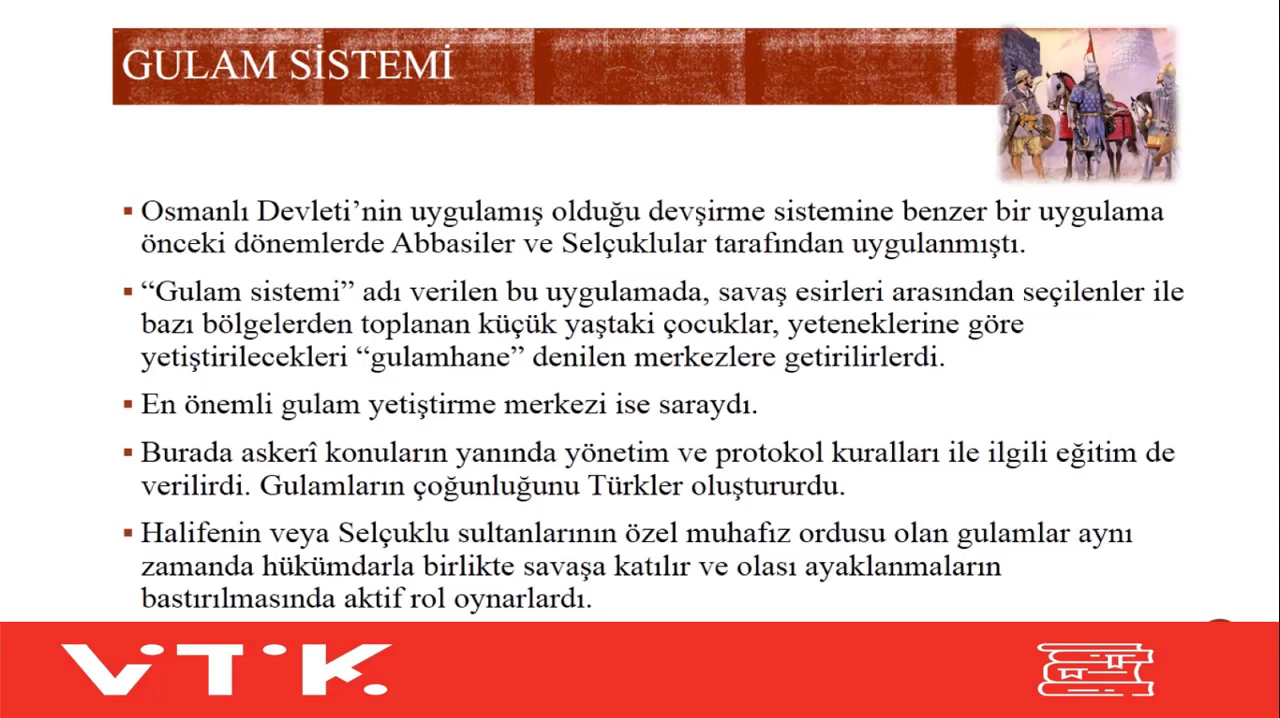 GULAM SİSTEMİ
▪ Osmanlı Devleti’nin uygulamış olduğu devşirme sistemine benzer bir uygulama
önceki dönemlerde Abbasiler ve Selçuklular tarafından uygulanmıştı.
▪ “Gulam sistemi” adı verilen bu uygulamada, savaş esirleri arasından seçilenler ile
bazı bölgelerden toplanan küçük yaştaki çocuklar, yeteneklerine göre
yetiştirilecekleri “gulamhane” denilen merkezlere getirilirlerdi.
▪ En önemli gulam yetiştirme merkezi ise saraydı.
▪ Burada askerî konuların yanında yönetim ve protokol kuralları ile ilgili eğitim de
verilirdi. Gulamların çoğunluğunu Türkler oluştururdu.
▪ Halifenin veya Selçuklu sultanlarının özel muhafız ordusu olan gulamlar aynı
zamanda hükümdarla birlikte savaşa katılır ve olası ayaklanmaların
bastırılmasında aktif rol oynarlardı.
VİTİK